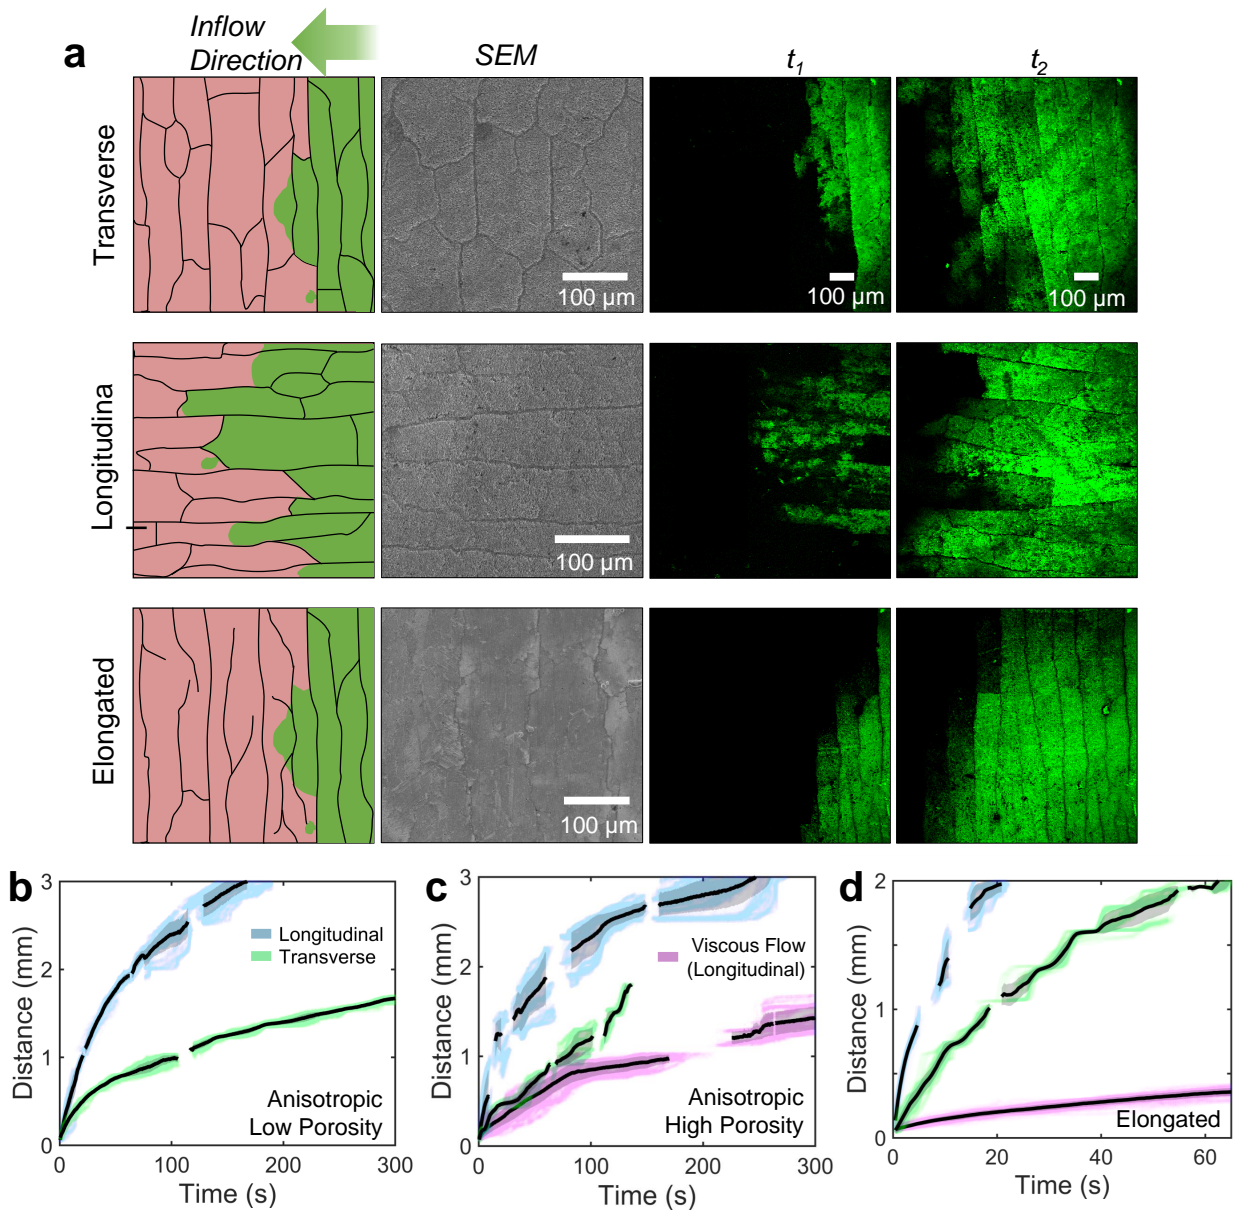 a
Inflow
Direction
SEM
t1
t2
Transverse
100 µm
100 µm
100 µm
Longitudina
100 µm
Elongated
100 µm
b
3
2
1
0
0
100
200
300
Distance (mm)
Time (s)
Longitudinal
Transverse
Anisotropic
Low Porosity
c
3
2
1
0
0
100
200
300
Distance (mm)
Time (s)
Viscous Flow
(Longitudinal)
Anisotropic
High Porosity
d
2
1
0
0
20
40
60
Distance (mm)
Time (s)
Elongated